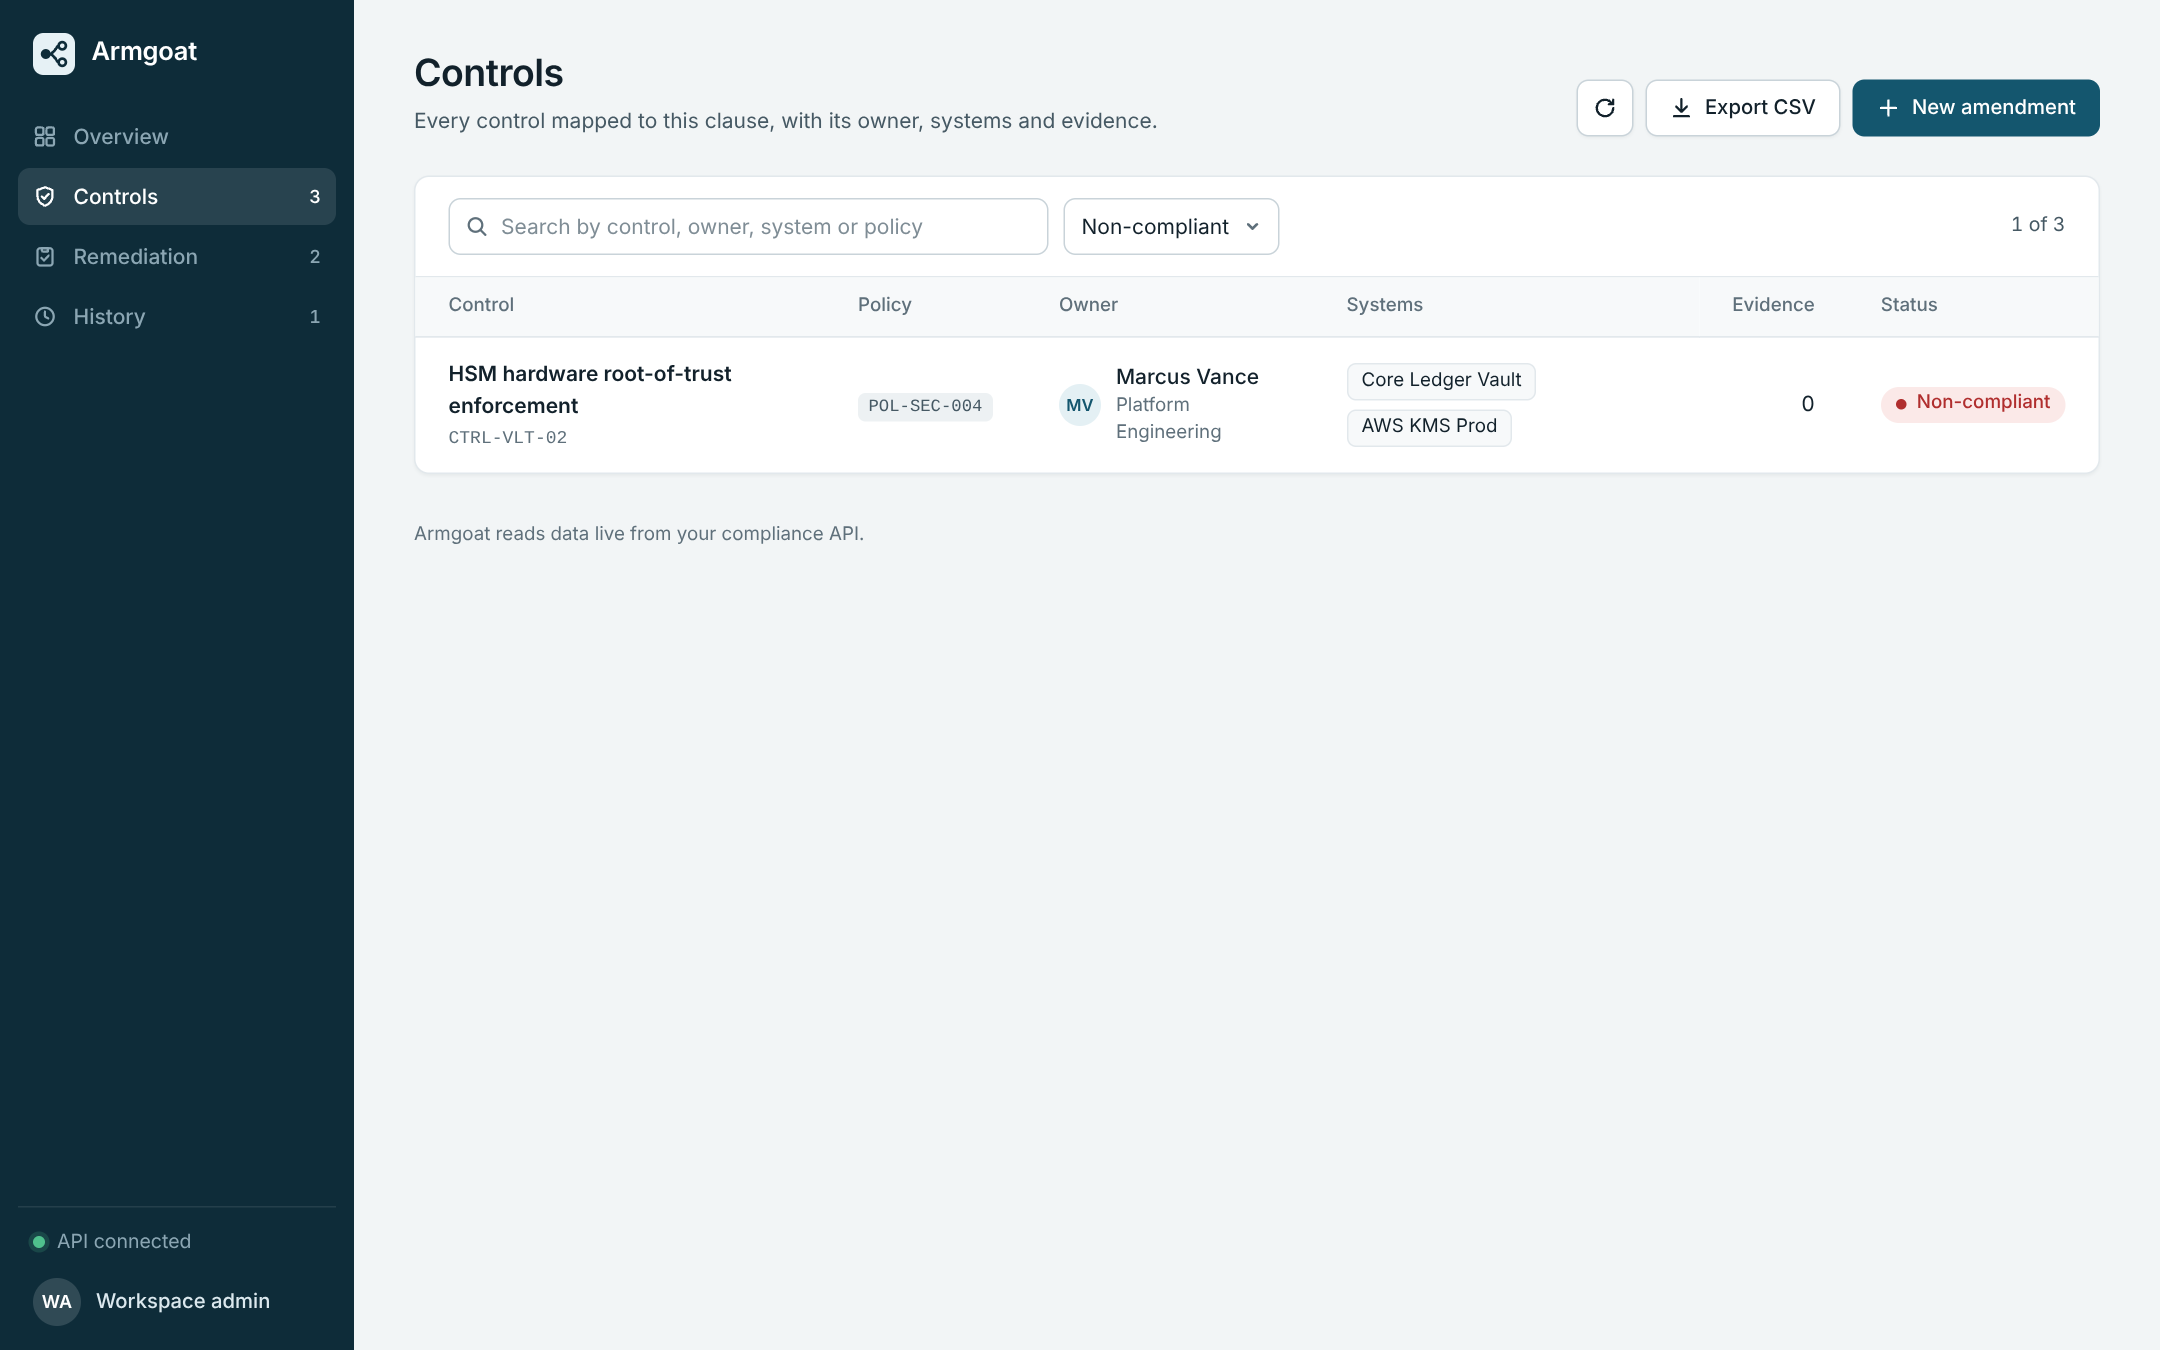 Armgoat
Overview
Controls 3
Remediation 2
History 1
API connected
WA Workspace admin
Controls
Every control mapped to this clause, with its owner, systems and evidence.
Export CSV
New amendment
Search by control, owner, system or policy
Non-compliant
1 of 3
Control Policy Owner Systems Evidence Status
HSM hardware root-of-trust
enforcement
CTRL-VLT-02
POL-SEC-004
MV
Marcus Vance
Platform
Engineering
Core Ledger Vault
AWS KMS Prod
0
Non-compliant
Armgoat reads data live from your compliance API.